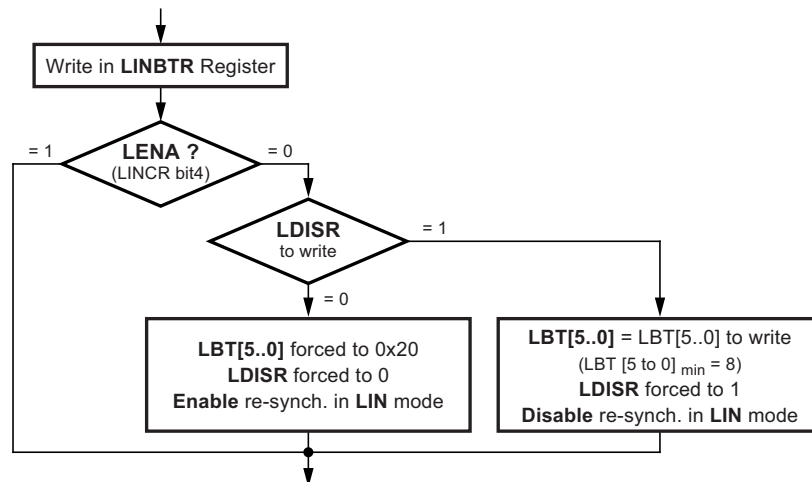 Write in LINBTR Register
LENA ?
(LINCR bit4)
= 1
= 0
LDISR
to write
= 1
= 0
LBT[5..0] forced to 0x20
LDISR forced to 0
Enable re-synch. in LIN mode
LBT[5..0] = LBT[5..0] to write
(LBT [5 to 0] min = 8)
LDISR forced to 1
Disable re-synch. in LIN mode